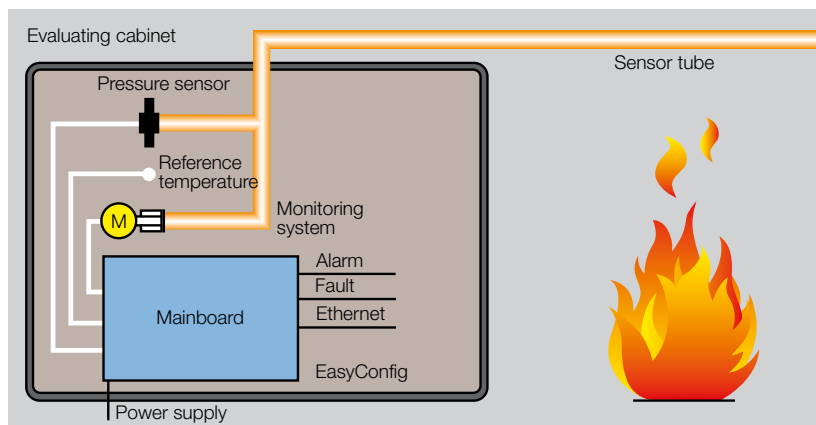 Evaluating cabinet
Sensor tube
Pressure sensor
Reference
temperature
M
Monitoring
system
Alarm
Fault
Ethernet
Mainboard
EasyConfig
Power supply